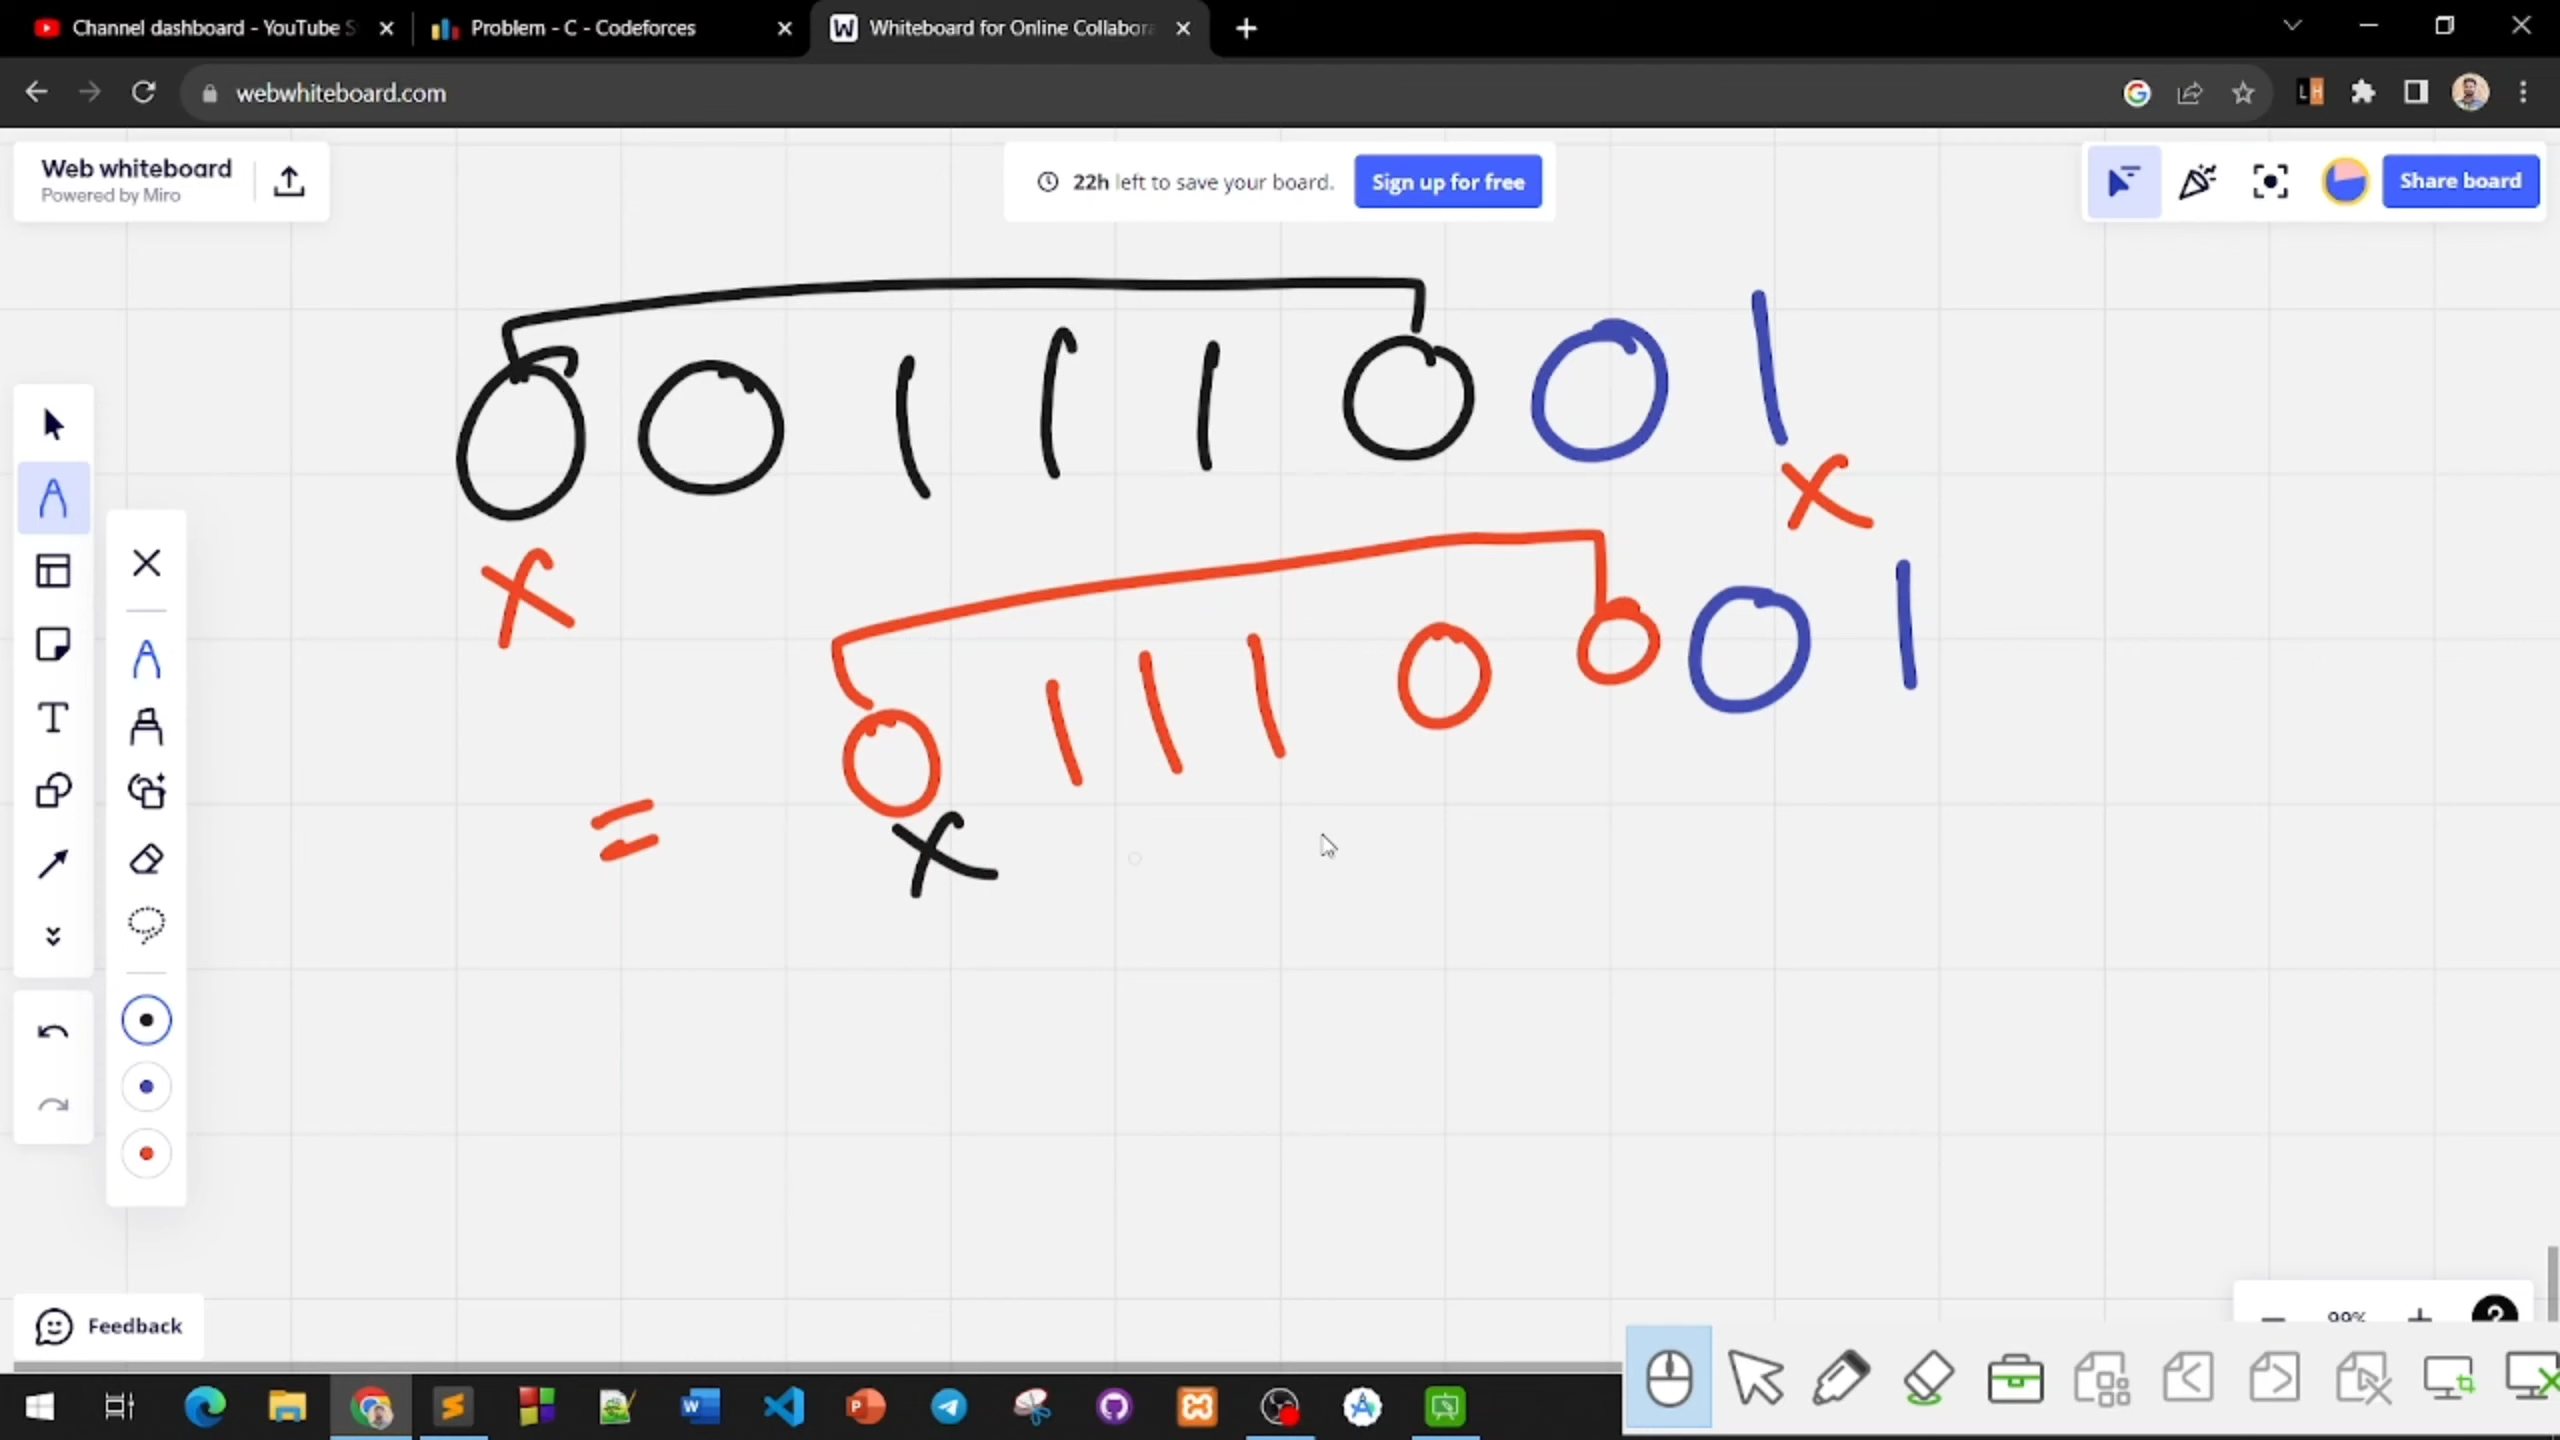 Channel dashboard - YouTube S
Problem - C - Codeforces
Whiteboard for Online Collabora
webwhiteboard.com
Web whiteboard
Powered by Miro
22h left to save your board.
Sign up for free
Share board
0 0 1 1 1 0 0 1
x x
0 1 1 1 0 0 0 1
=
x
Feedback
99%